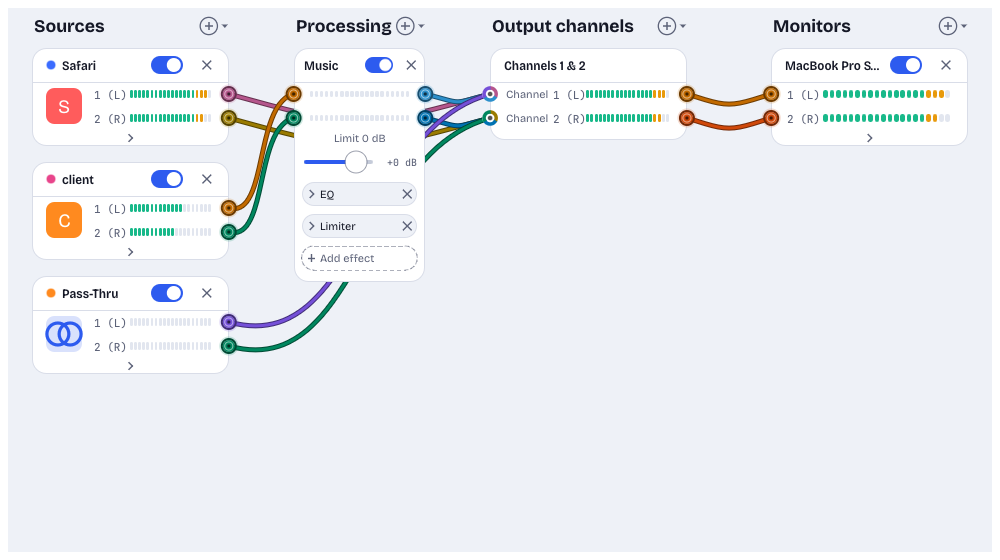 Sources
Processing
Output channels
Monitors
Safari
S
1 (L)
2 (R)
client
C
1 (L)
2 (R)
Pass-Thru
1 (L)
2 (R)
Music
Limit 0 dB
+0 dB
EQ
Limiter
+ Add effect
Channels 1 & 2
Channel 1 (L)
Channel 2 (R)
MacBook Pro S...
1 (L)
2 (R)